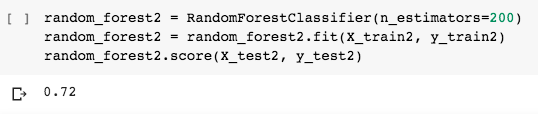 [ ] random_forest2 = RandomForestClassifier(n_estimators=200)
random_forest2 = random_forest2.fit(X_train2, y_train2)
random_forest2.score(X_test2, y_test2)
0.72